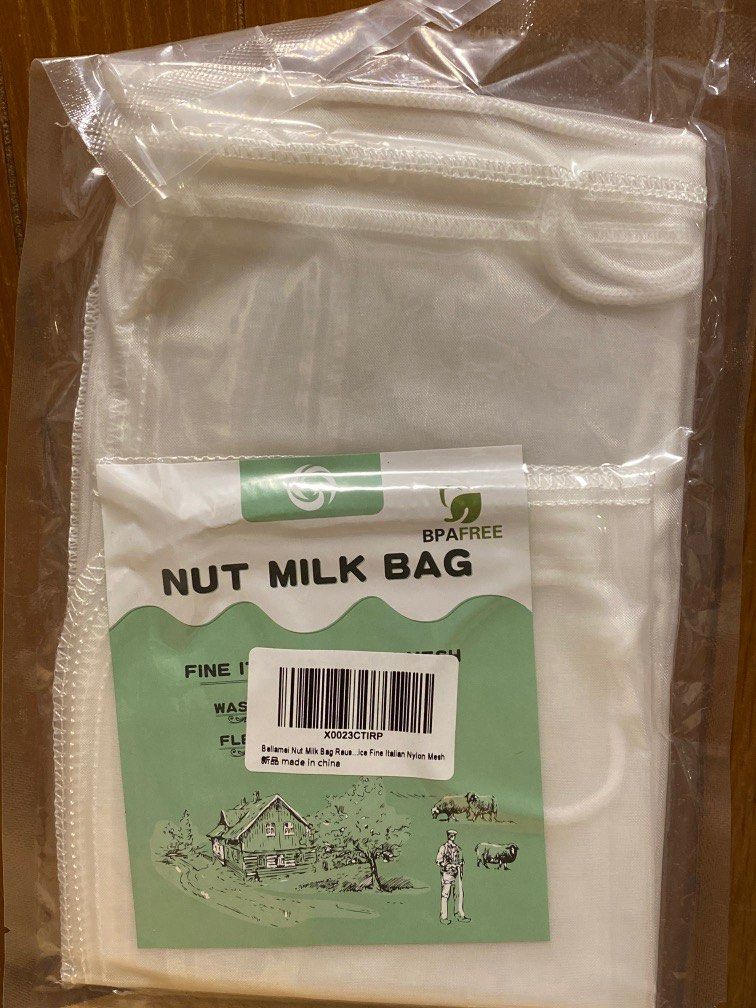 BPAFREE
NUT MILK BAG
FINE
WAS
FLE
X0023CTIRP
Bellamei Nut Milk Bag Reus...ice Fine Italian Nylon Mesh
新品 made in china